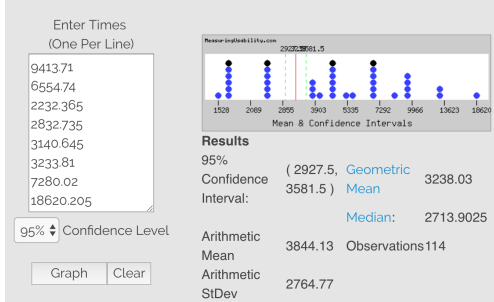 Enter Times
(One Per Line)
9413.71
6554.74
2232.365
2832.735
3140.645
3233.81
7280.02
18620.205
95% Confidence Level
Graph Clear
MeasuringUsability.com
3581.5
1528 2089 2855 3903 5335 7292 9966 13623 18620
Mean & Confidence Intervals
Results
95% Confidence Interval: ( 2927.5, 3581.5 ) Geometric Mean 3238.03
Median: 2713.9025
Arithmetic Mean 3844.13 Observations 114
Arithmetic StDev 2764.77